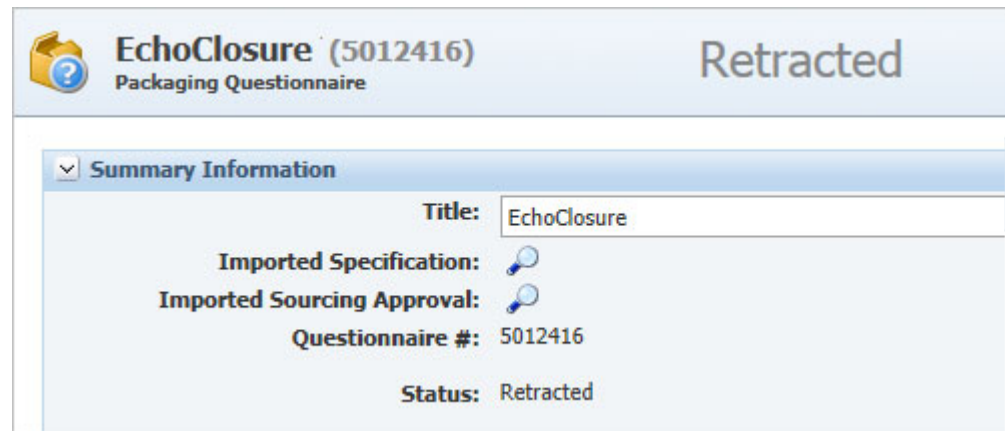 EchoClosure (5012416)
Packaging Questionnaire
Retracted
Summary Information
Title: EchoClosure
Imported Specification:
Imported Sourcing Approval:
Questionnaire #: 5012416
Status: Retracted